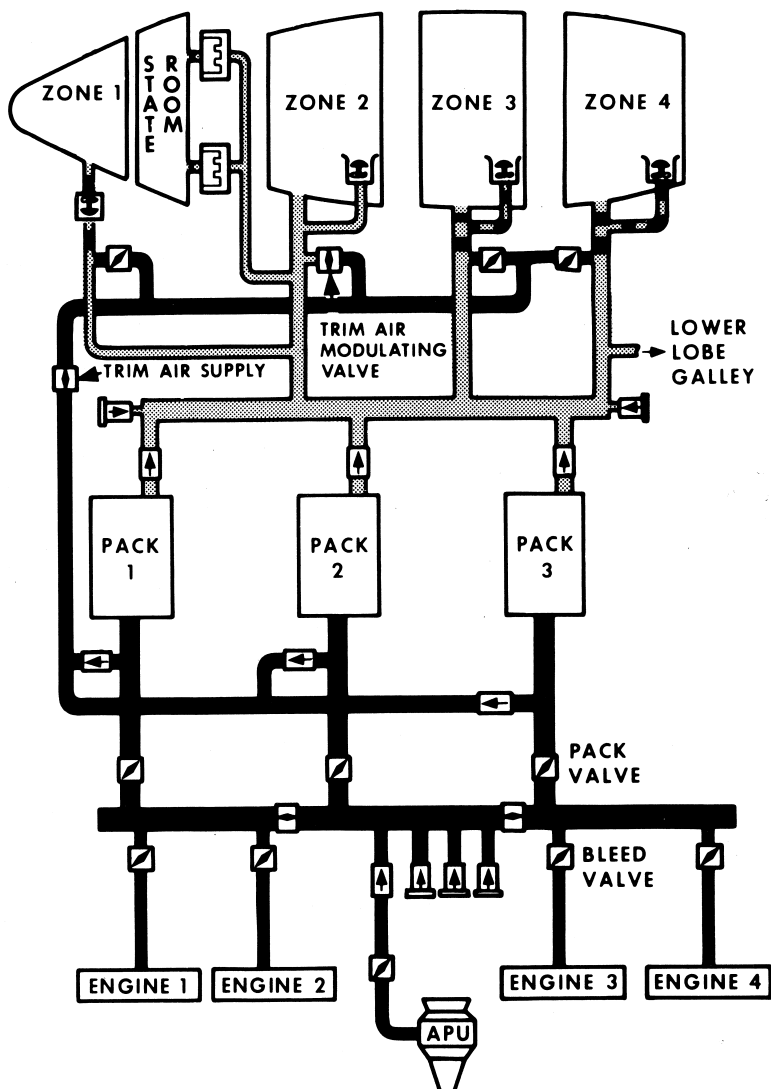 ZONE 1
STATE
ROOM
ZONE 2
ZONE 3
ZONE 4
TRIM AIR
MODULATING
VALVE
TRIM AIR SUPPLY
LOWER
LOBE
GALLEY
PACK
1
PACK
2
PACK
3
PACK
VALVE
BLEED
VALVE
ENGINE 1
ENGINE 2
ENGINE 3
ENGINE 4
APU